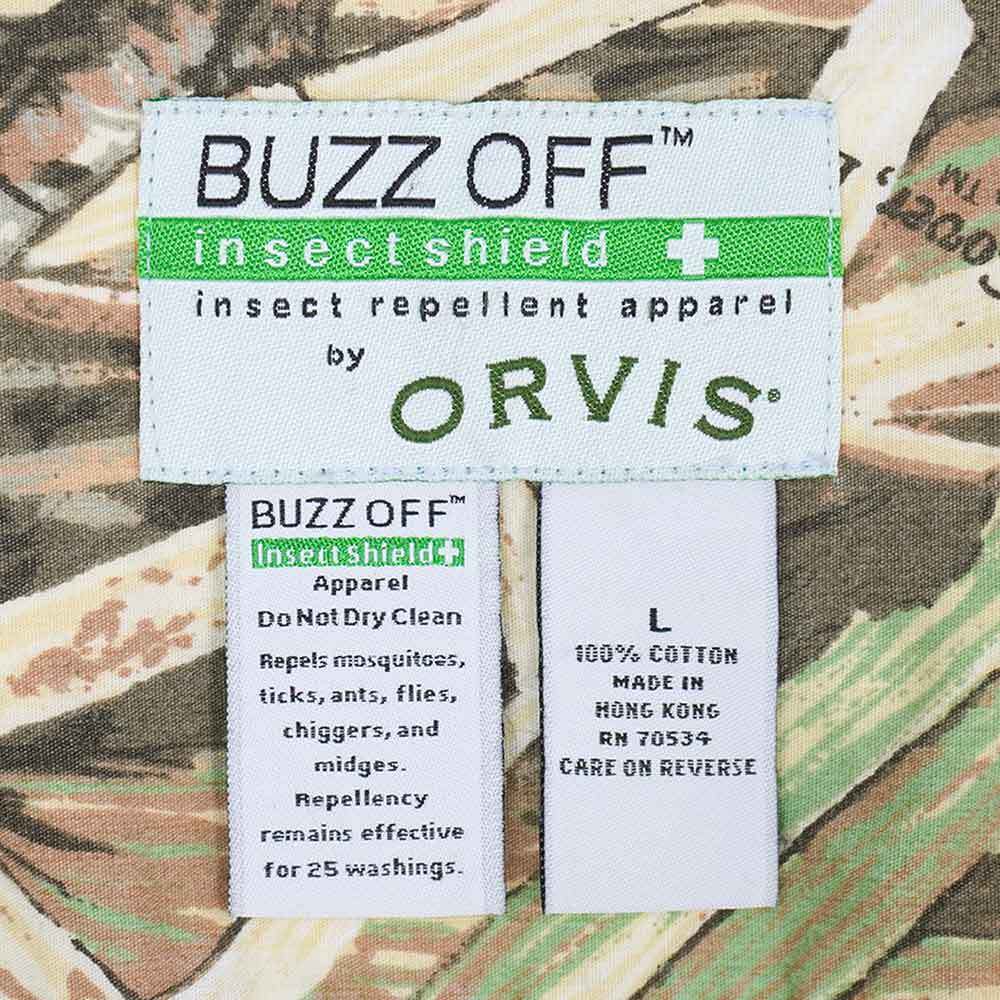 BUZZ OFF™
insect shield +
insect repellent apparel
by ORVIS®
TM
BUZZ OFF™
Insect shield +
Apparel
Do Not Dry Clean
Repels mosquitoes,
ticks, ants, flies,
chiggers, and
midges.
Repellency
remains effective
for 25 washings.
L
100% COTTON
MADE IN
HONG KONG
RN 70534
CARE ON REVERSE